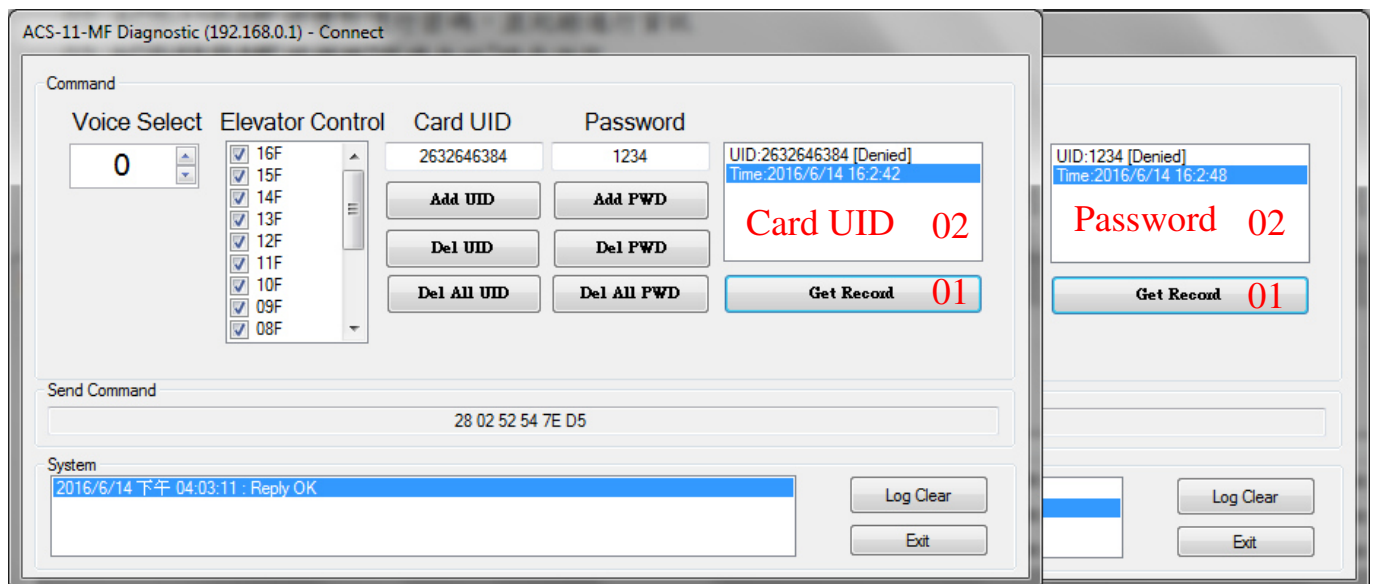 ACS-11-MF Diagnostic (192.168.0.1) - Connect
Command
Voice Select Elevator Control Card UID Password
0
16F
15F
14F
13F
12F
11F
10F
09F
08F
2632646384
1234
Add UID
Add PWD
Del UID
Del PWD
Del All UID
Del All PWD
UID:2632646384 [Denied]
Time:2016/6/14 16:2:42
Card UID 02
Get Record 01
Send Command
28 02 52 54 7E D5
System
2016/6/14 下午 04:03:11 : Reply OK
Log Clear
Exit
UID:1234 [Denied]
Time:2016/6/14 16:2:48
Password 02
Get Record 01
Log Clear
Exit